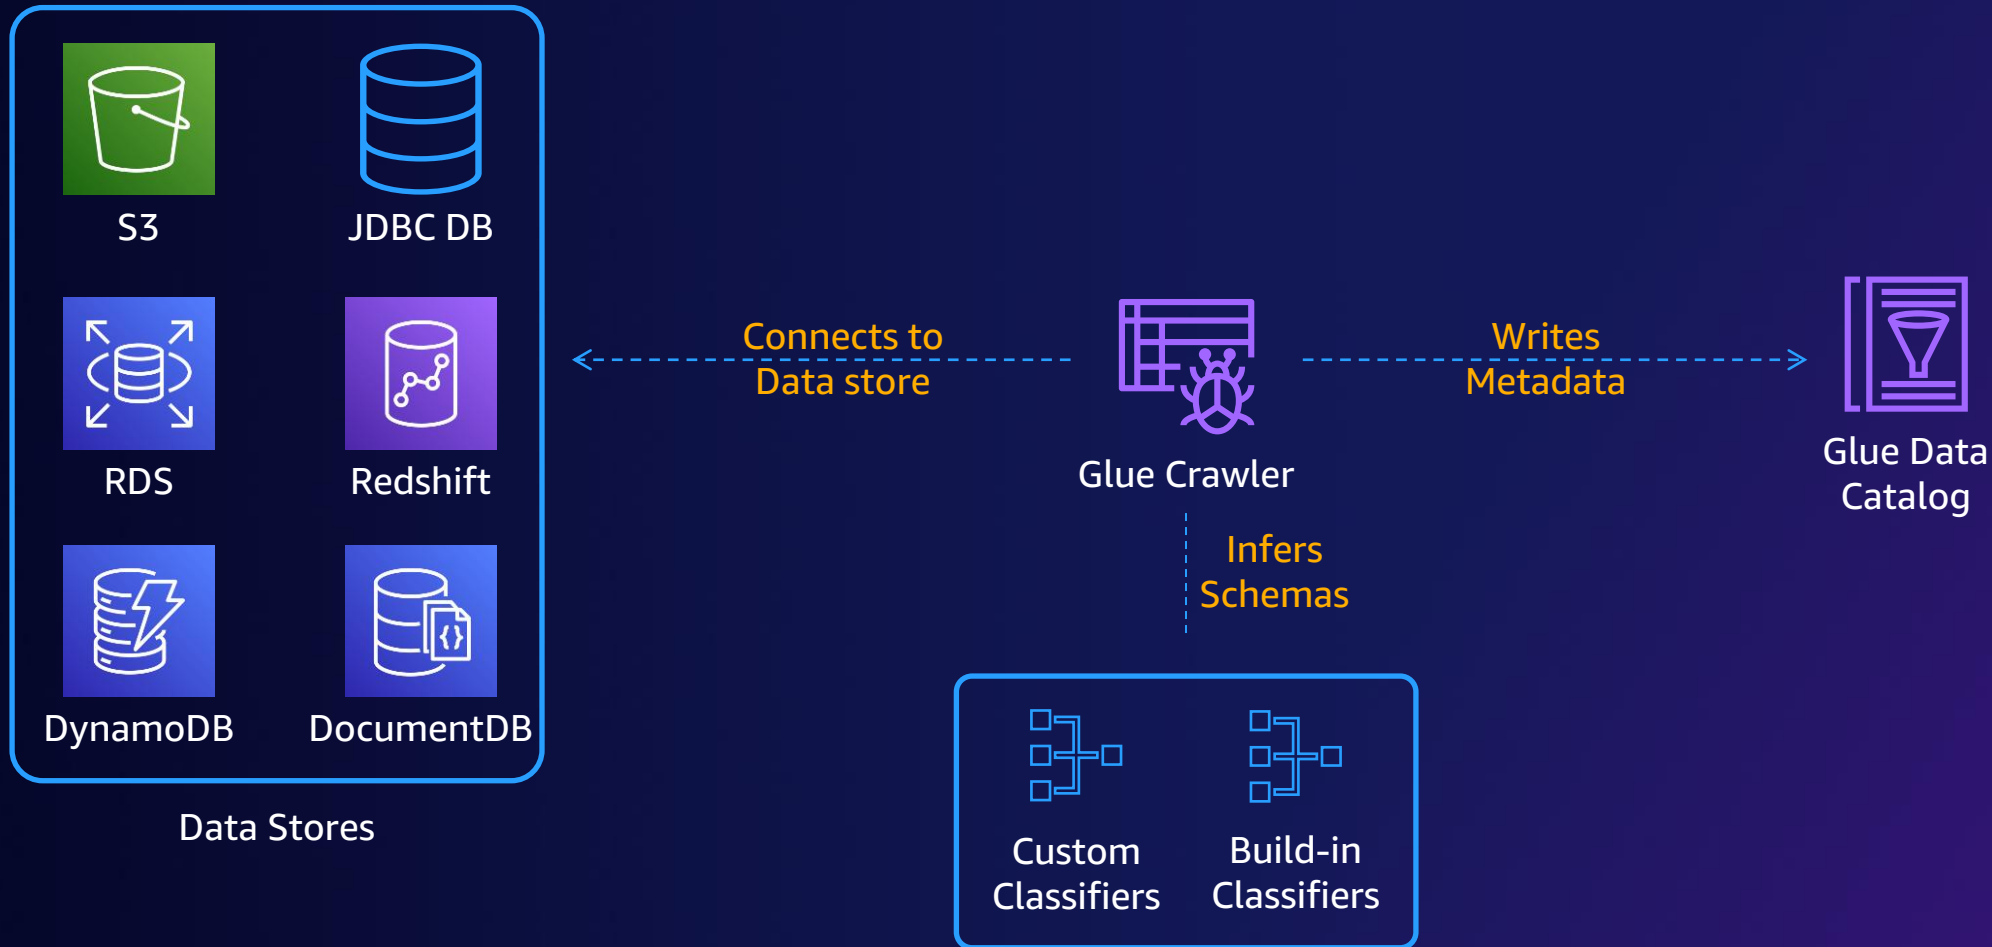 S3
JDBC DB
RDS
Redshift
DynamoDB
DocumentDB
Data Stores
Connects to
Data store
Glue Crawler
Writes
Metadata
Glue Data
Catalog
Infers
Schemas
Custom
Classifiers
Build-in
Classifiers